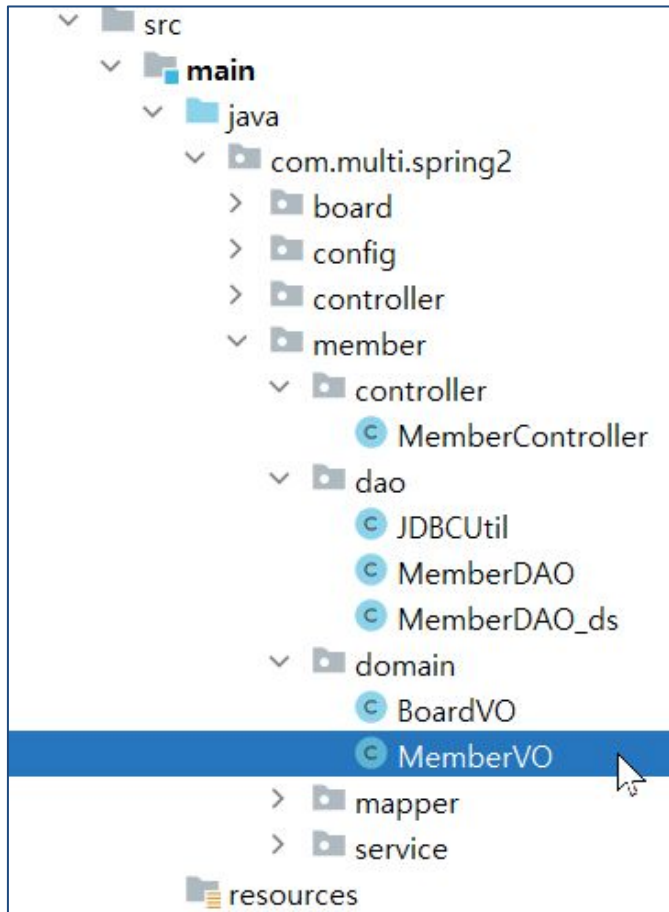 src
main
java
com.multi.spring2
board
config
controller
member
controller
MemberController
dao
JDBCUtil
MemberDAO
MemberDAO_ds
domain
BoardVO
MemberVO
mapper
service
resources